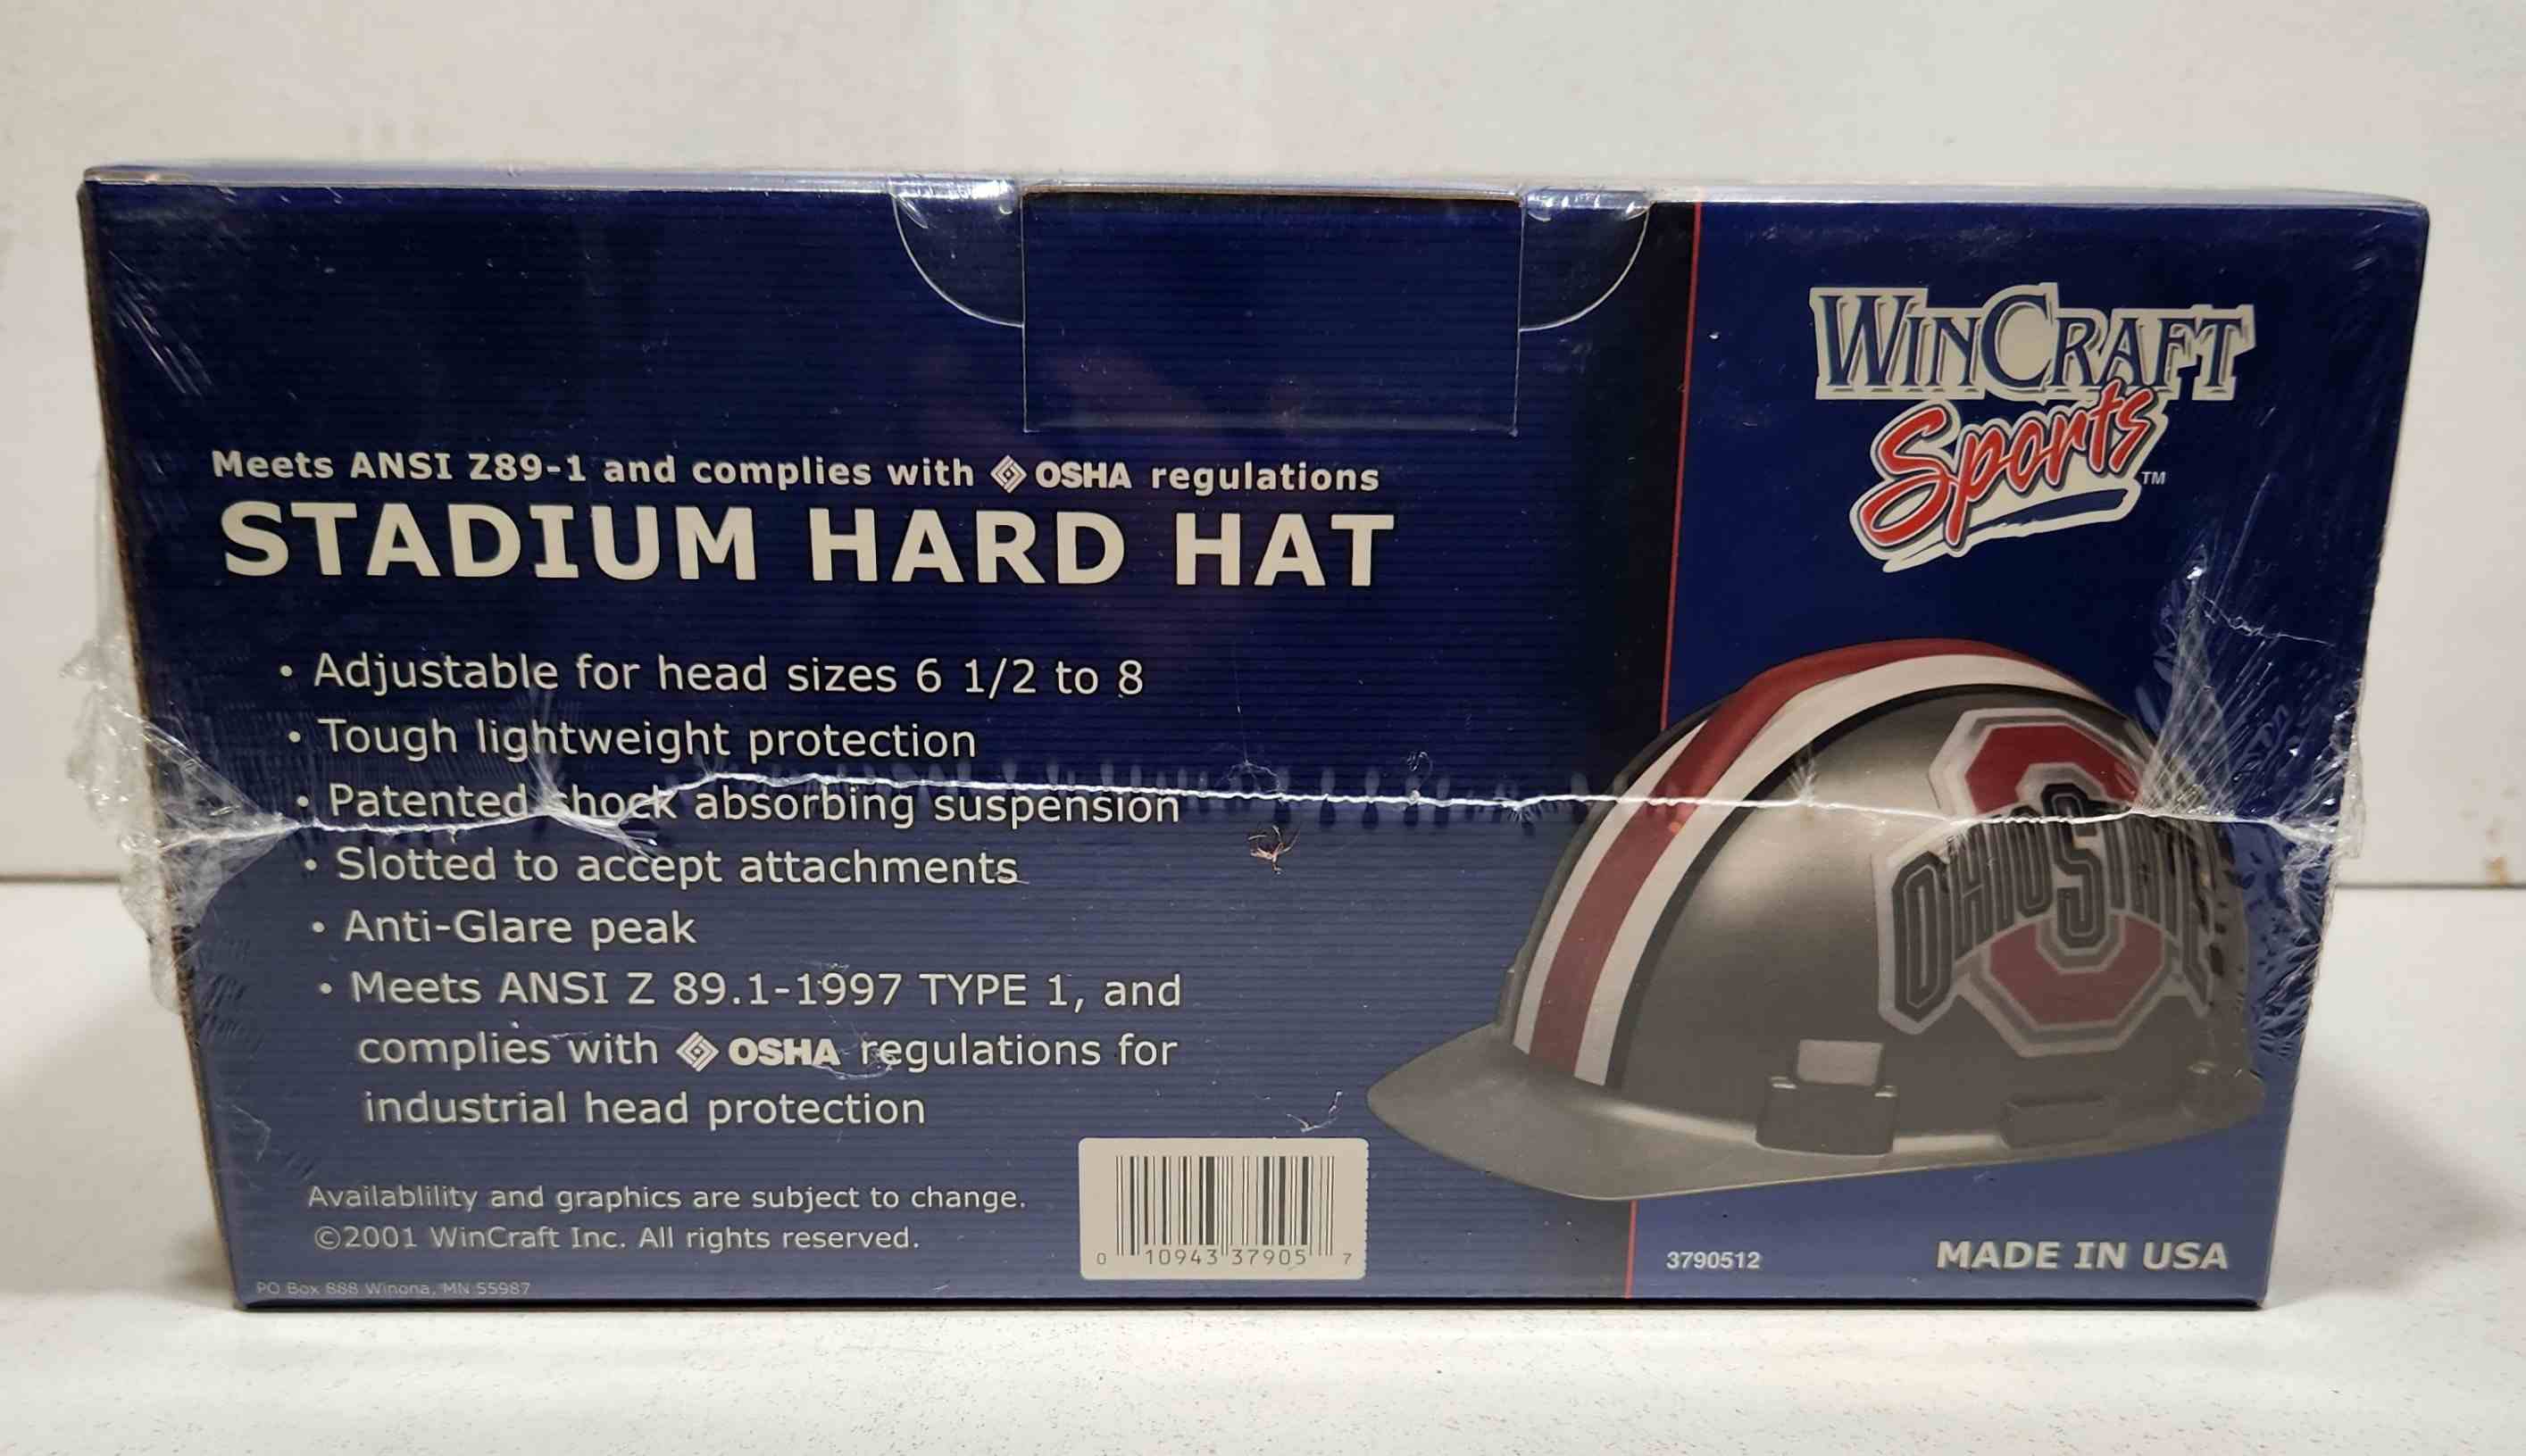 WINCRAFT
Sports™
Meets ANSI Z89-1 and complies with OSHA regulations
STADIUM HARD HAT
• Adjustable for head sizes 6 1/2 to 8
• Tough lightweight protection
• Patented shock absorbing suspension
• Slotted to accept attachments
• Anti-Glare peak
• Meets ANSI Z 89.1-1997 TYPE 1, and
complies with OSHA regulations for
industrial head protection
OHIO STATE
Availablility and graphics are subject to change.
©2001 WinCraft Inc. All rights reserved.
PO Box 888 Winona, MN 55987
0 10943 37905 7
3790512
MADE IN USA